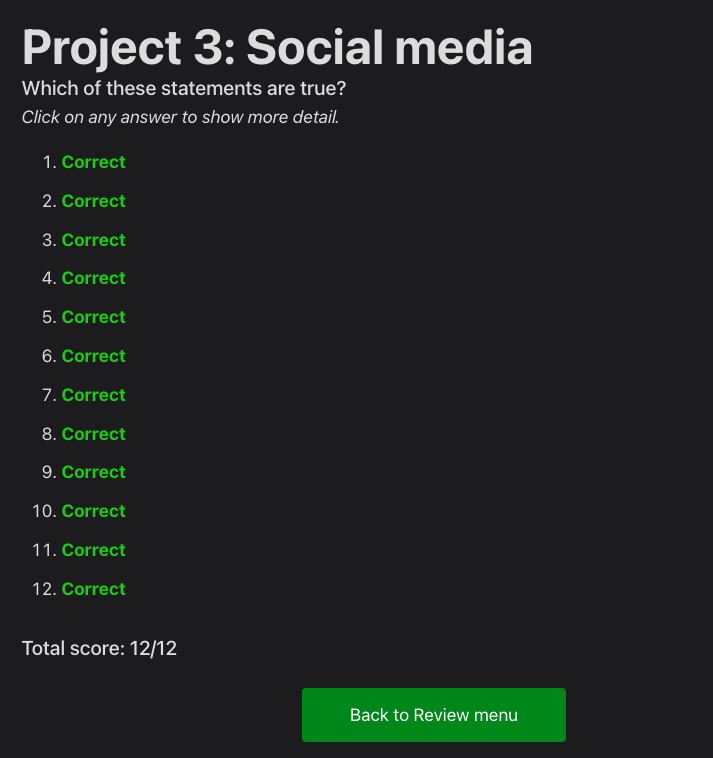 Project 3: Social media
Which of these statements are true?
Click on any answer to show more detail.
1. Correct
2. Correct
3. Correct
4. Correct
5. Correct
6. Correct
7. Correct
8. Correct
9. Correct
10. Correct
11. Correct
12. Correct
Total score: 12/12
Back to Review menu